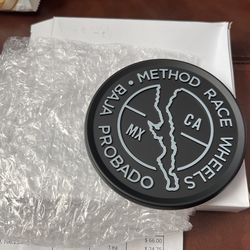 METHOD RACE WHEELS •
BAJA PROBADO
MX
CA
$ 66.00